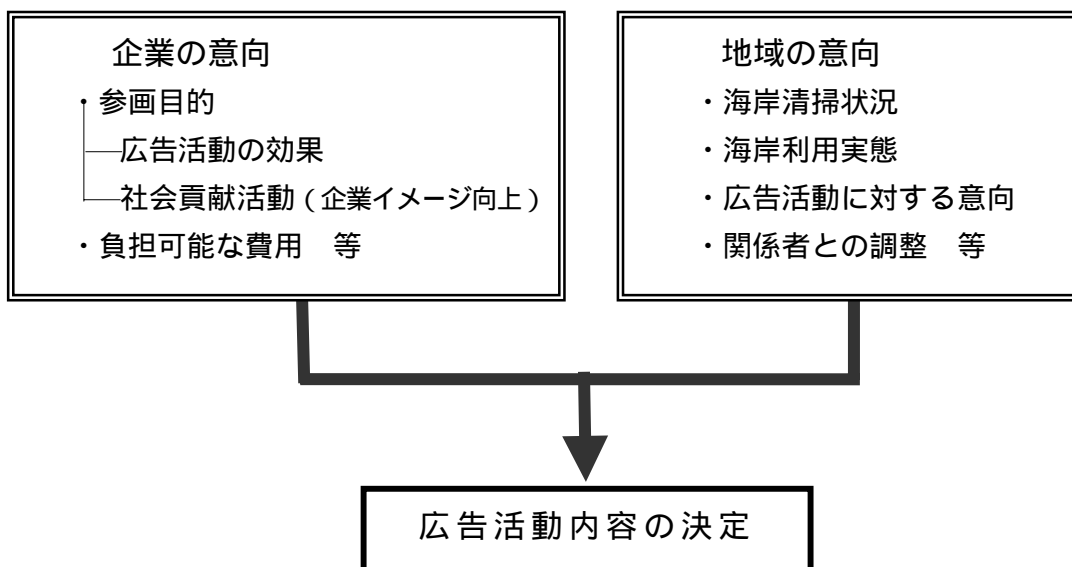 企業の意向
・参画目的
広告活動の効果
社会貢献活動（企業イメージ向上）
・負担可能な費用　等
地域の意向
・海岸清掃状況
・海岸利用実態
・広告活動に対する意向
・関係者との調整　等
広告活動内容の決定